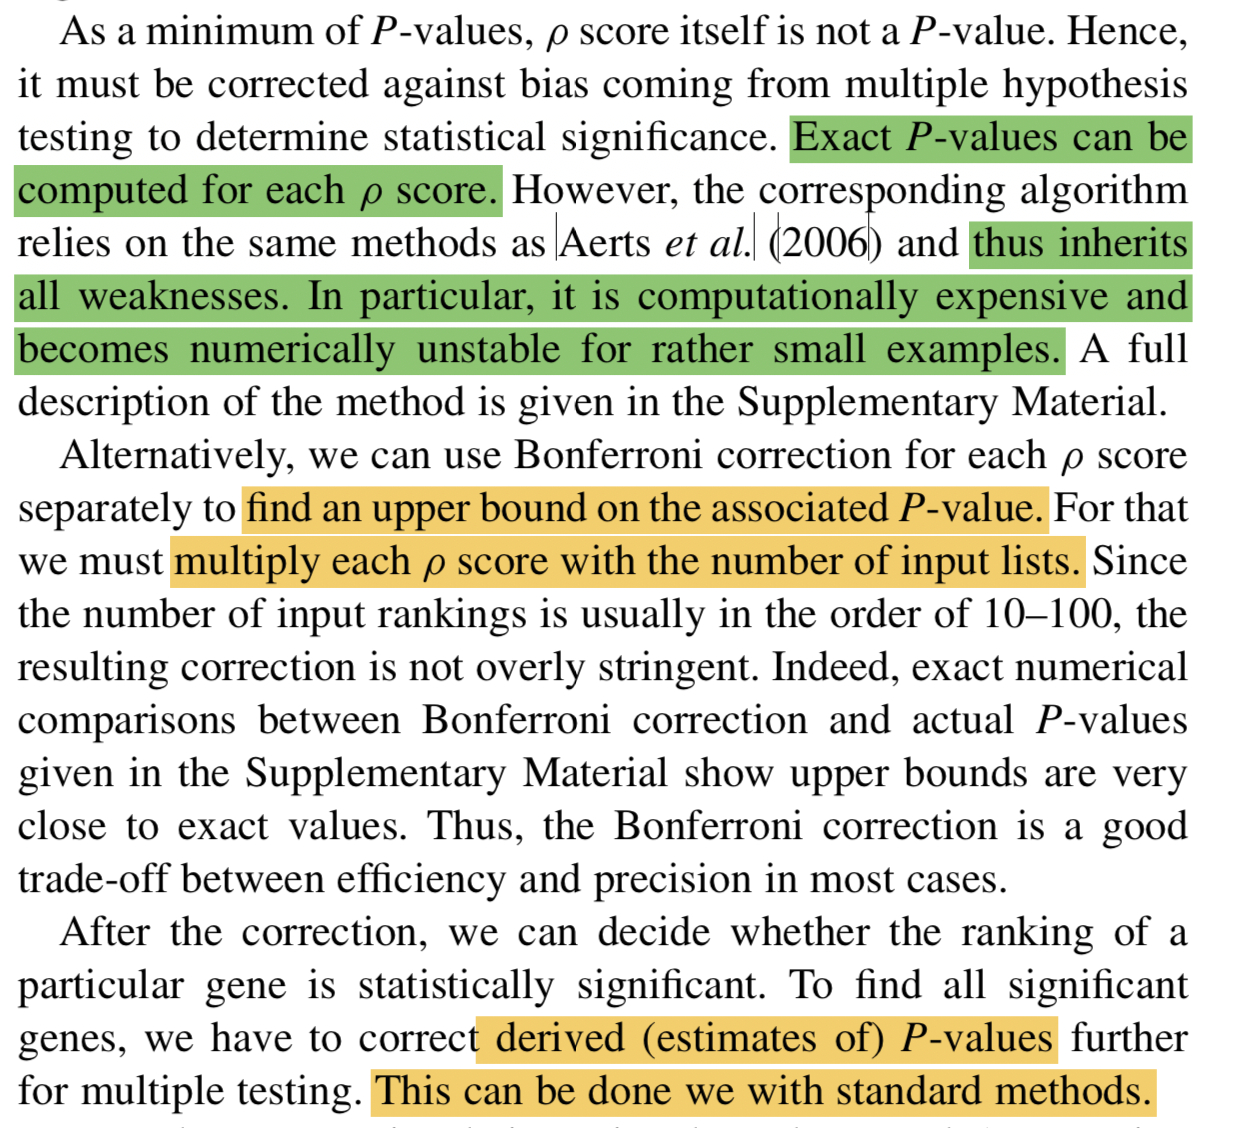 As a minimum of P-values, ρ score itself is not a P-value. Hence,
it must be corrected against bias coming from multiple hypothesis
testing to determine statistical significance. Exact P-values can be
computed for each ρ score. However, the corresponding algorithm
relies on the same methods as Aerts et al. (2006) and thus inherits
all weaknesses. In particular, it is computationally expensive and
becomes numerically unstable for rather small examples. A full
description of the method is given in the Supplementary Material.
Alternatively, we can use Bonferroni correction for each ρ score
separately to find an upper bound on the associated P-value. For that
we must multiply each ρ score with the number of input lists. Since
the number of input rankings is usually in the order of 10–100, the
resulting correction is not overly stringent. Indeed, exact numerical
comparisons between Bonferroni correction and actual P-values
given in the Supplementary Material show upper bounds are very
close to exact values. Thus, the Bonferroni correction is a good
trade-off between efficiency and precision in most cases.
After the correction, we can decide whether the ranking of a
particular gene is statistically significant. To find all significant
genes, we have to correct derived (estimates of) P-values further
for multiple testing. This can be done we with standard methods.